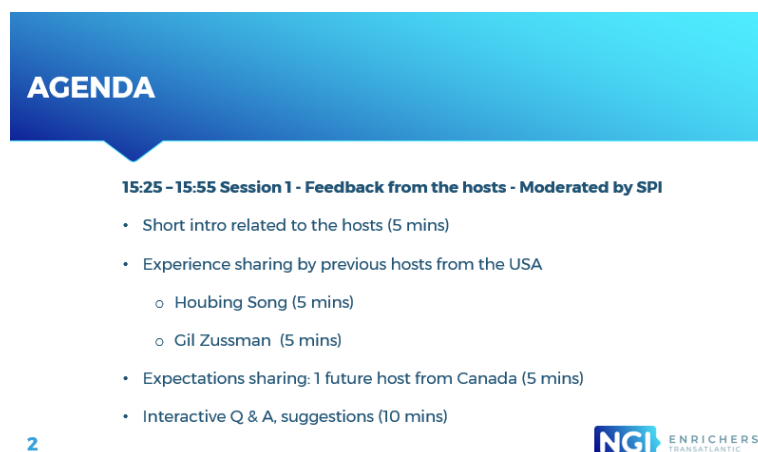 AGENDA
15:25 – 15:55 Session 1 - Feedback from the hosts - Moderated by SPI
• Short intro related to the hosts (5 mins)
• Experience sharing by previous hosts from the USA
o Houbing Song (5 mins)
o Gil Zussman (5 mins)
• Expectations sharing: 1 future host from Canada (5 mins)
• Interactive Q & A, suggestions (10 mins)
2
NGI ENRICHERS
TRANSATLANTIC